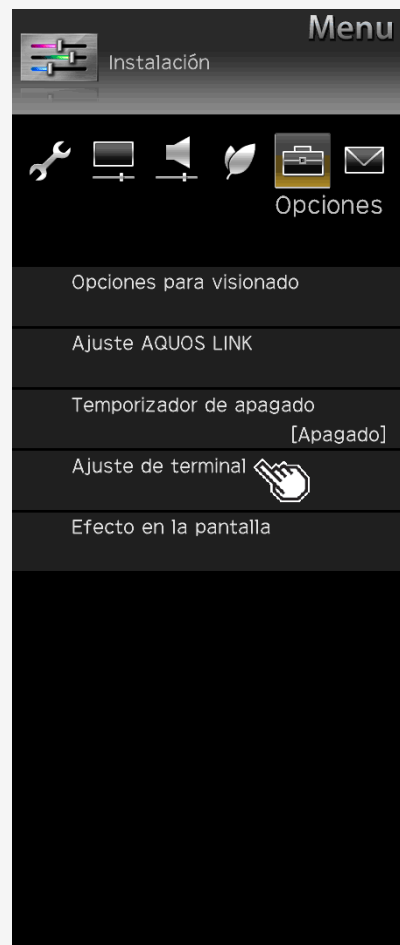 Menu
Instalación
Opciones
Opciones para visionado
Ajuste AQUOS LINK
Temporizador de apagado
[Apagado]
Ajuste de terminal
Efecto en la pantalla